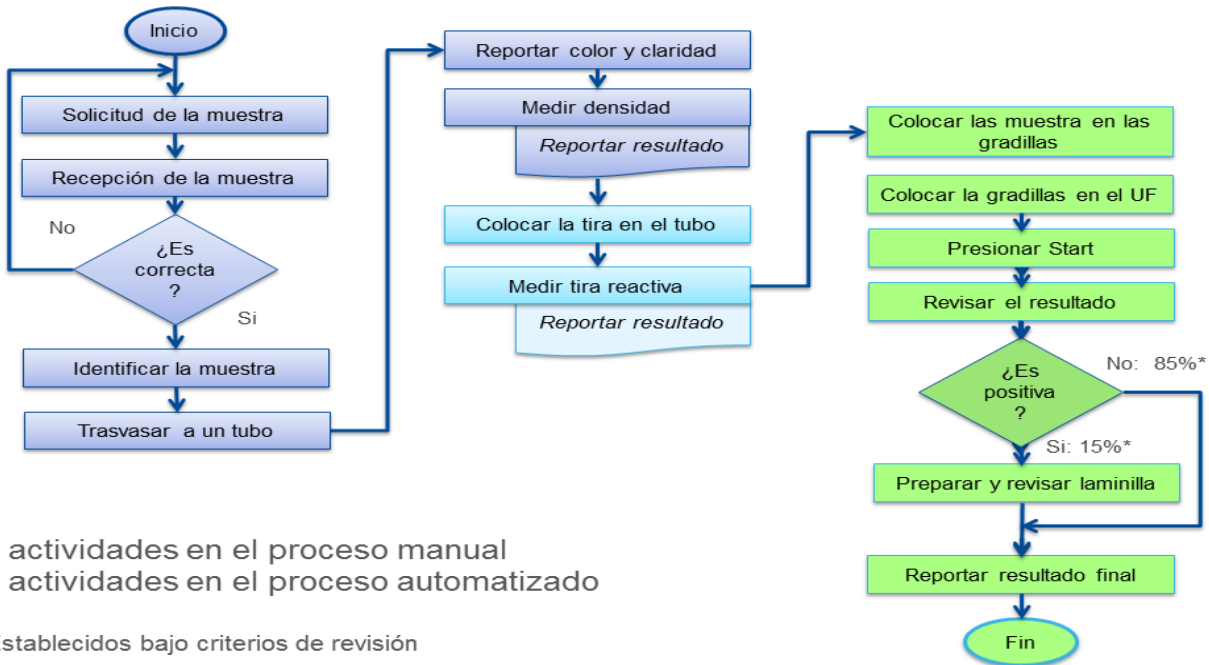 Inicio
Solicitud de la muestra
Recepción de la muestra
No
¿Es
correcta
?
Si
Identificar la muestra
Trasvasar a un tubo
Reportar color y claridad
Medir densidad
Reportar resultado
Colocar la tira en el tubo
Medir tira reactiva
Reportar resultado
Colocar las muestra en las
gradillas
Colocar la gradillas en el UF
Presionar Start
Revisar el resultado
¿Es
positiva
?
No: 85%*
Si: 15%*
Preparar y revisar laminilla
Reportar resultado final
Fin
actividades en el proceso manual
actividades en el proceso automatizado
Establecidos bajo criterios de revisión